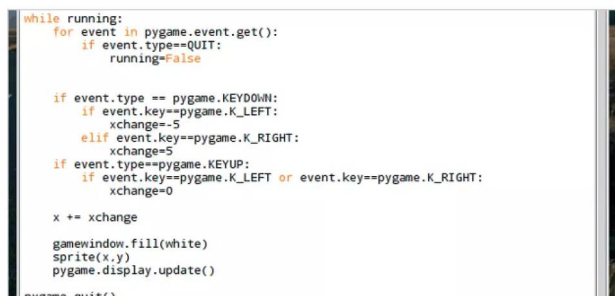 while running:
    for event in pygame.event.get():
        if event.type==QUIT:
            running=False
    if event.type == pygame.KEYDOWN:
        if event.key==pygame.K_LEFT:
            xchange=-5
        elif event.key==pygame.K_RIGHT:
            xchange=5
    if event.type==pygame.KEYUP:
        if event.key==pygame.K_LEFT or event.key==pygame.K_RIGHT:
            xchange=0
    x += xchange
    gamewindow.fill(white)
    sprite(x,y)
    pygame.display.update()
pygame.quit()